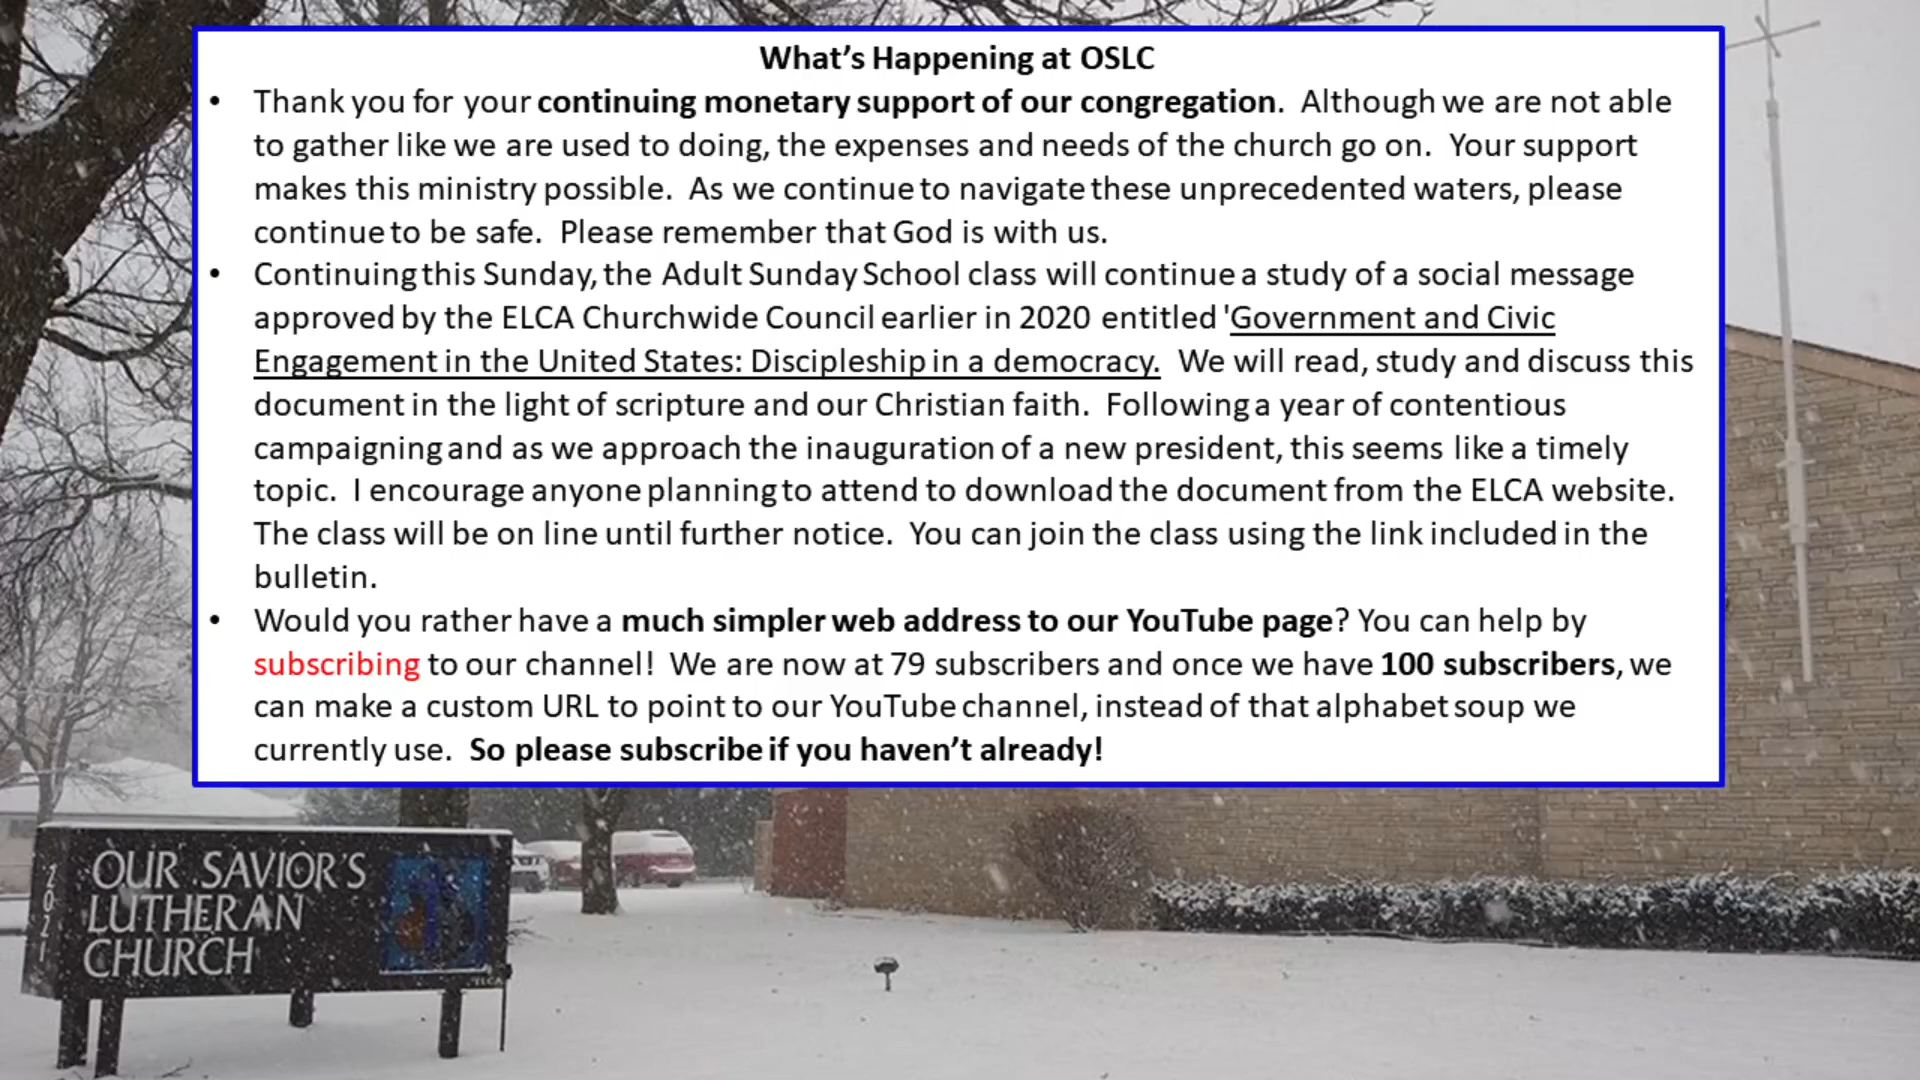 What's Happening at OSLC
• Thank you for your continuing monetary support of our congregation. Although we are not able
to gather like we are used to doing, the expenses and needs of the church go on. Your support
makes this ministry possible. As we continue to navigate these unprecedented waters, please
continue to be safe. Please remember that God is with us.
• Continuing this Sunday, the Adult Sunday School class will continue a study of a social message
approved by the ELCA Churchwide Council earlier in 2020 entitled 'Government and Civic
Engagement in the United States: Discipleship in a democracy. We will read, study and discuss this
document in the light of scripture and our Christian faith. Following a year of contentious
campaigning and as we approach the inauguration of a new president, this seems like a timely
topic. I encourage anyone planning to attend to download the document from the ELCA website.
The class will be on line until further notice. You can join the class using the link included in the
bulletin.
• Would you rather have a much simpler web address to our YouTube page? You can help by
subscribing to our channel! We are now at 79 subscribers and once we have 100 subscribers, we
can make a custom URL to point to our YouTube channel, instead of that alphabet soup we
currently use. So please subscribe if you haven't already!
2021
OUR SAVIOR'S
LUTHERAN
CHURCH
ELCA